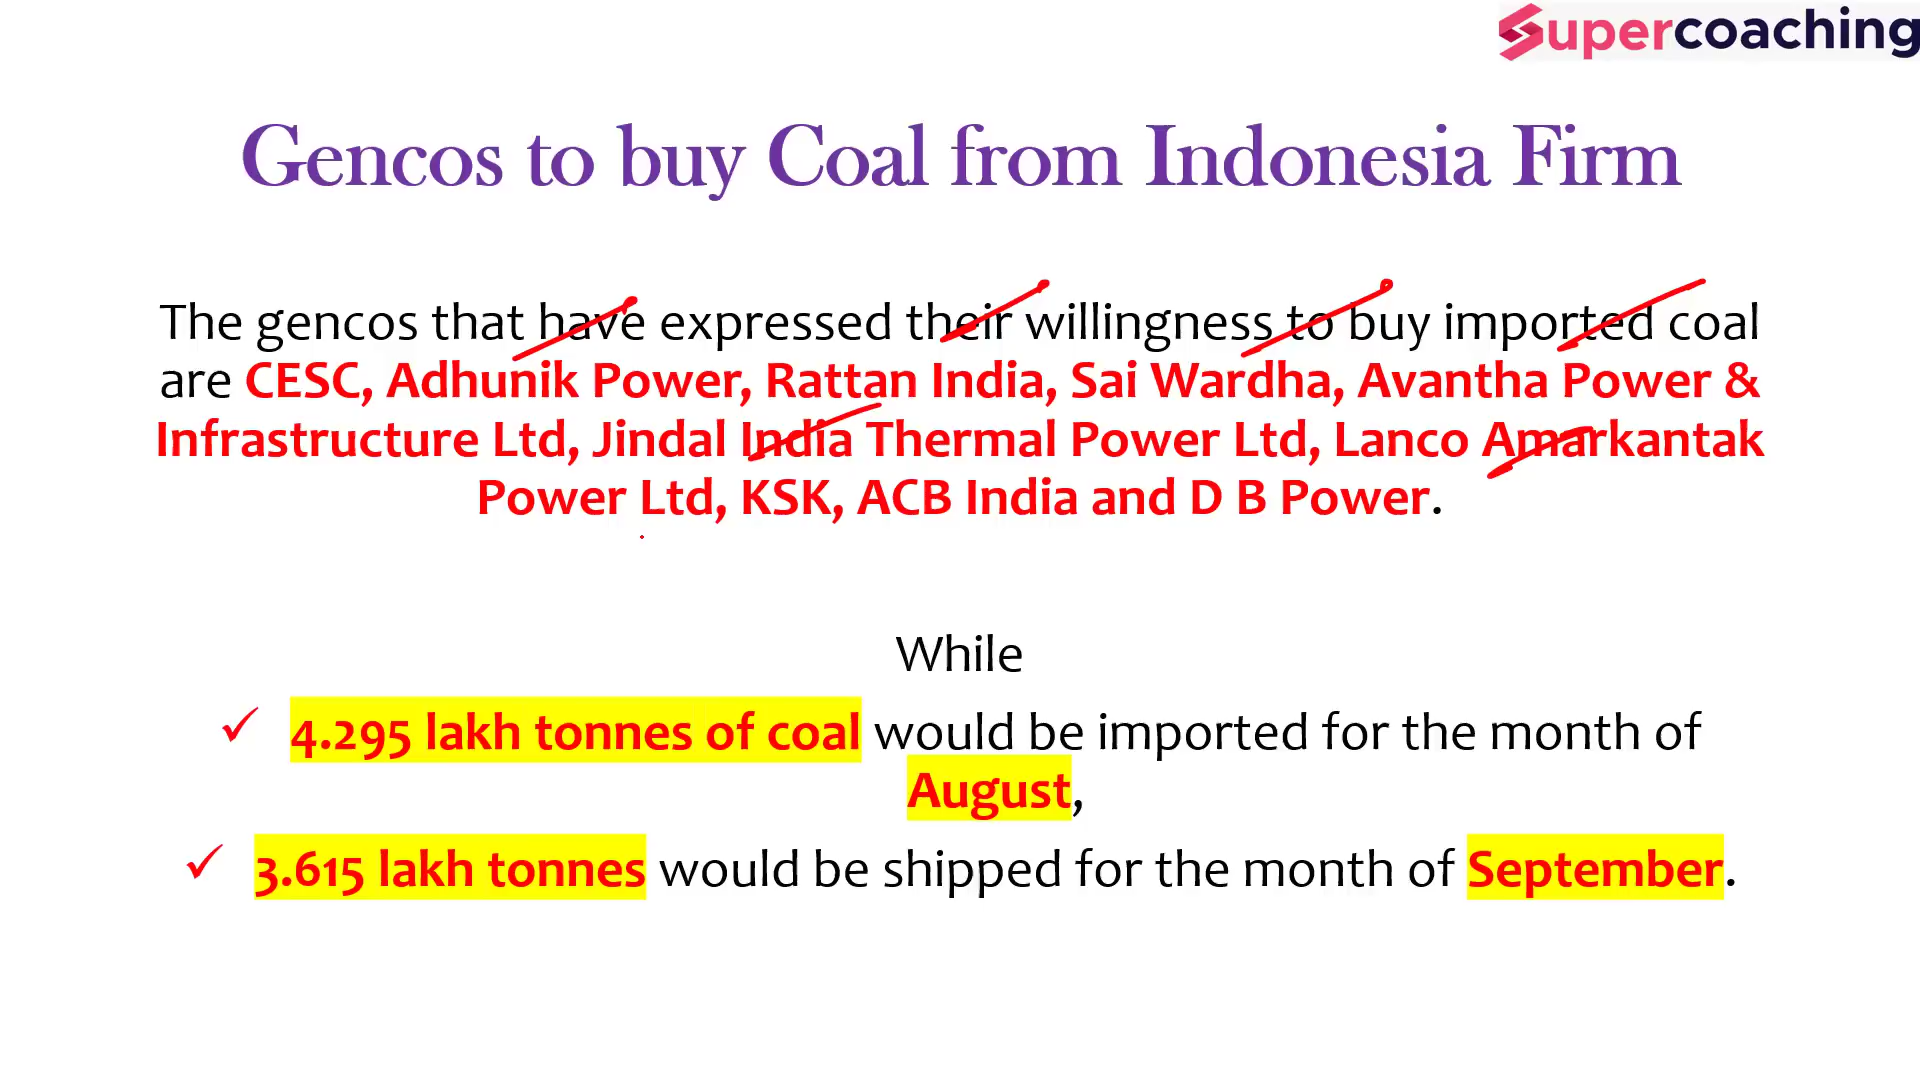 Supercoaching
Gencos to buy Coal from Indonesia Firm
The gencos that have expressed their willingness to buy imported coal
are CESC, Adhunik Power, Rattan India, Sai Wardha, Avantha Power &
Infrastructure Ltd, Jindal India Thermal Power Ltd, Lanco Amarkantak
Power Ltd, KSK, ACB India and D B Power.
While
✓ 4.295 lakh tonnes of coal would be imported for the month of
August,
✓ 3.615 lakh tonnes would be shipped for the month of September.